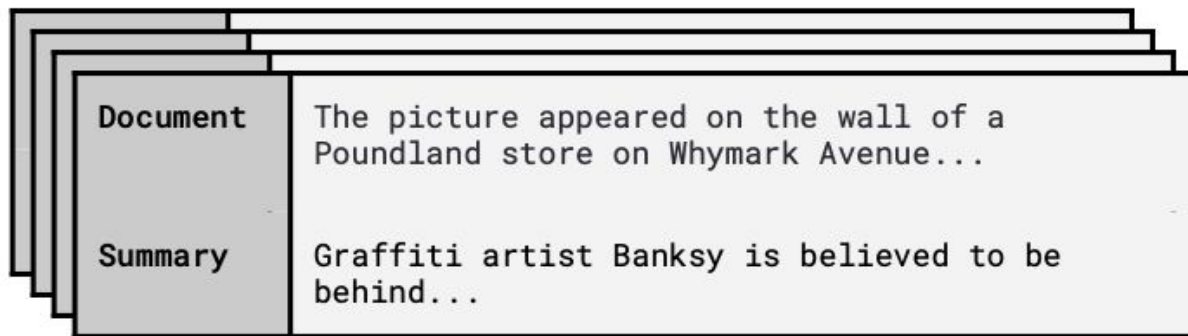 Document
The picture appeared on the wall of a
Poundland store on Whymark Avenue...
Summary
Graffiti artist Banksy is believed to be
behind...